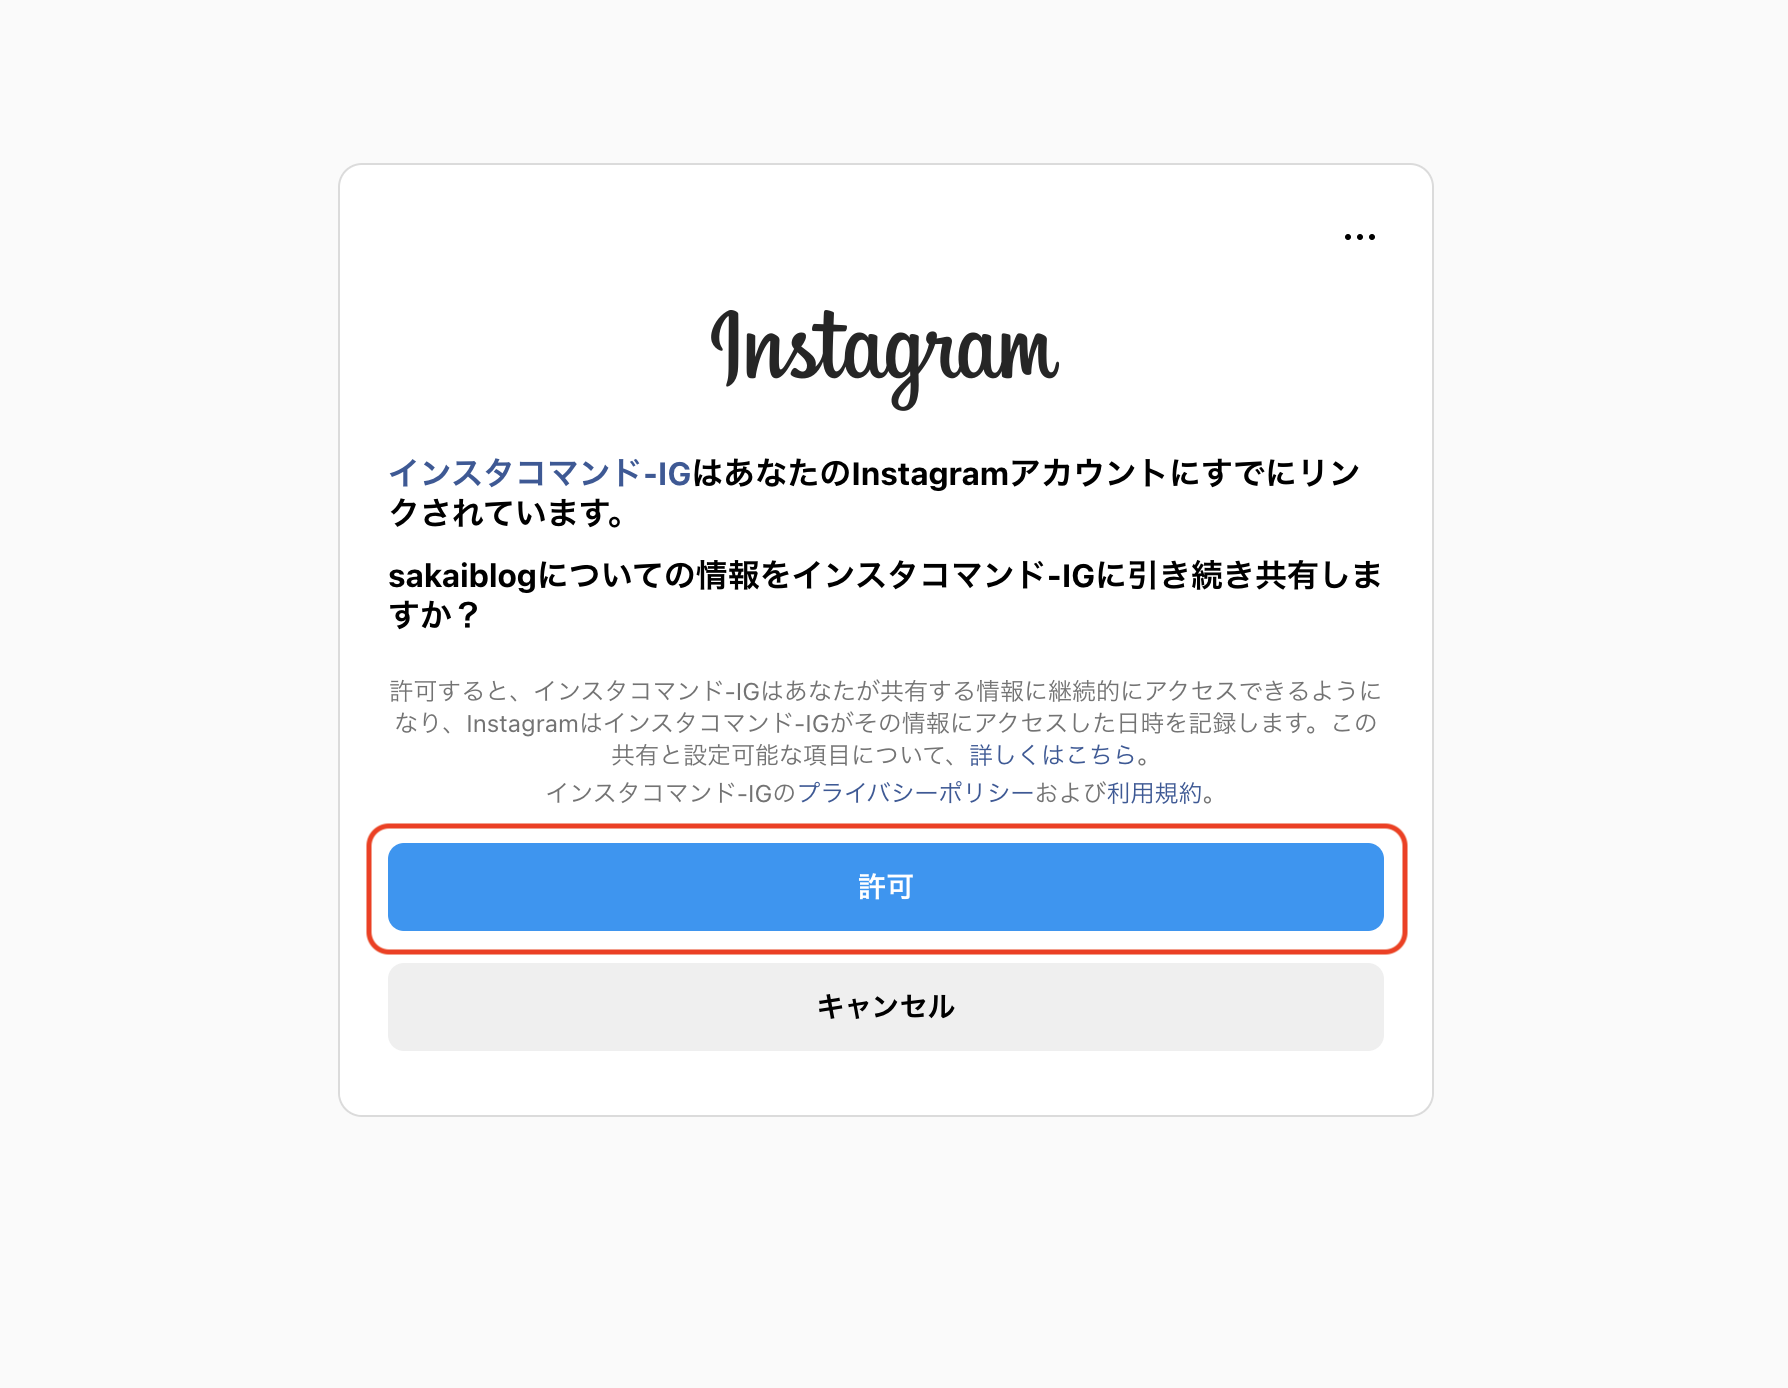 Instagram
インスタコマンド-IGはあなたのInstagramアカウントにすでにリン
クされています。
sakaiblogについての情報をインスタコマンド-IGに引き続き共有しま
すか？
許可すると、インスタコマンド-IGはあなたが共有する情報に継続的にアクセスできるように
なり、Instagramはインスタコマンド-IGがその情報にアクセスした日時を記録します。この
共有と設定可能な項目について、詳しくはこちら。
インスタコマンド-IGのプライバシーポリシーおよび利用規約。
許可
キャンセル